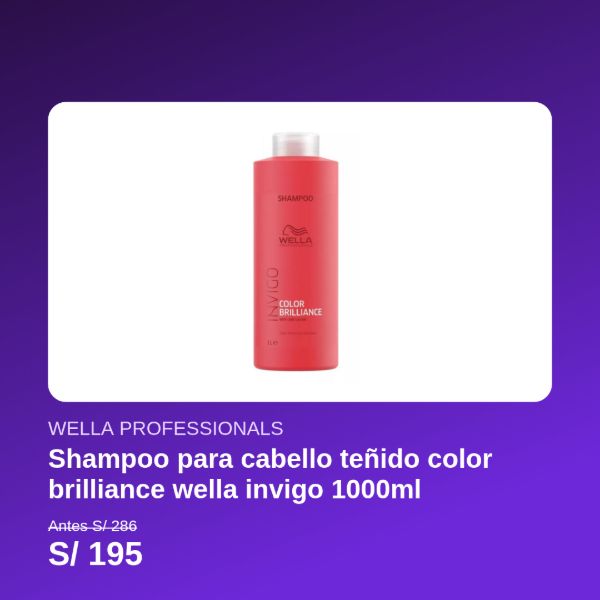 SHAMPOO
WELLA
INVIGO
COLOR
BRILLIANCE
WELLA PROFESSIONALS
Shampoo para cabello teñido color
brilliance wella invigo 1000ml
Antes S/ 286
S/ 195